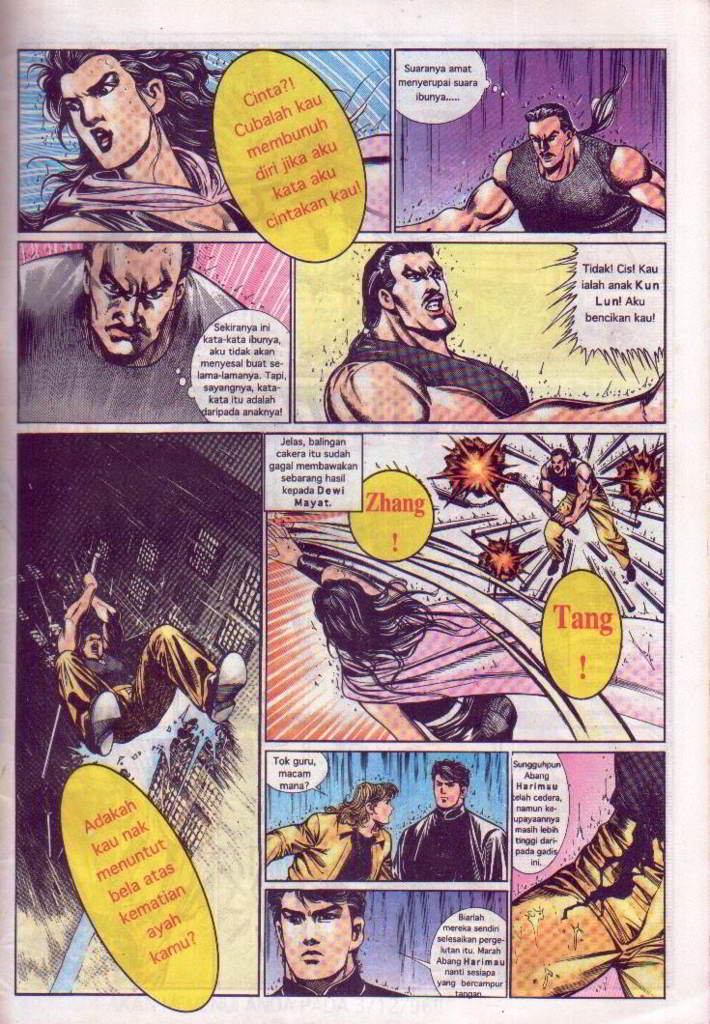 Cinta?!
Cubalah kau
membunuh
diri jika aku
kata aku
cintakan kau!
Suaranya amat
menyerupai suara
ibunya.....
Sekiranya ini
kata-kata ibunya,
aku tidak akan
menyesal buat se-
lama-lamanya. Tapi,
sayangnya, kata-
kata itu adalah
daripada anaknya!
Tidak! Cis! Kau
ialah anak Kun
Lun! Aku
bencikan kau!
Adakah
kau nak
menuntut
bela atas
kematian
ayah
kamu?
Jelas, balingan
cakera itu sudah
gagal membawakan
sebarang hasil
kepada Dewi
Mayat.
Zhang
!
Tang
!
Tok guru,
macam
mana?
Sungguhpun
Abang
Harimau
telah cedera,
namun ke-
upayaannya
masih lebih
tinggi dari-
pada gadis
ini.
Biarlah
mereka sendiri
selesaikan perge-
lutan itu. Marah
Abang Harimau
nanti sesiapa
yang bercampur
tangan.